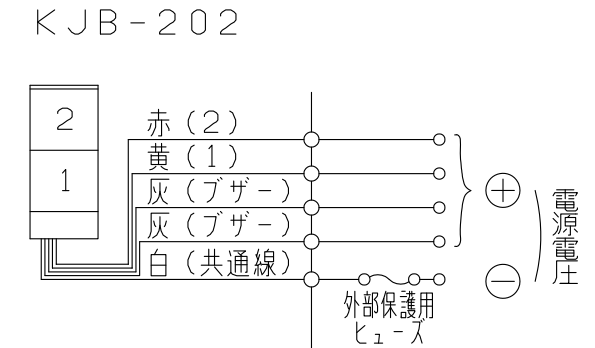 KJB-202
2
1
赤(2)
黄(1)
灰(ブザー)
灰(ブザー)
白(共通線)
+
−
電源電圧
外部保護用
ヒューズ